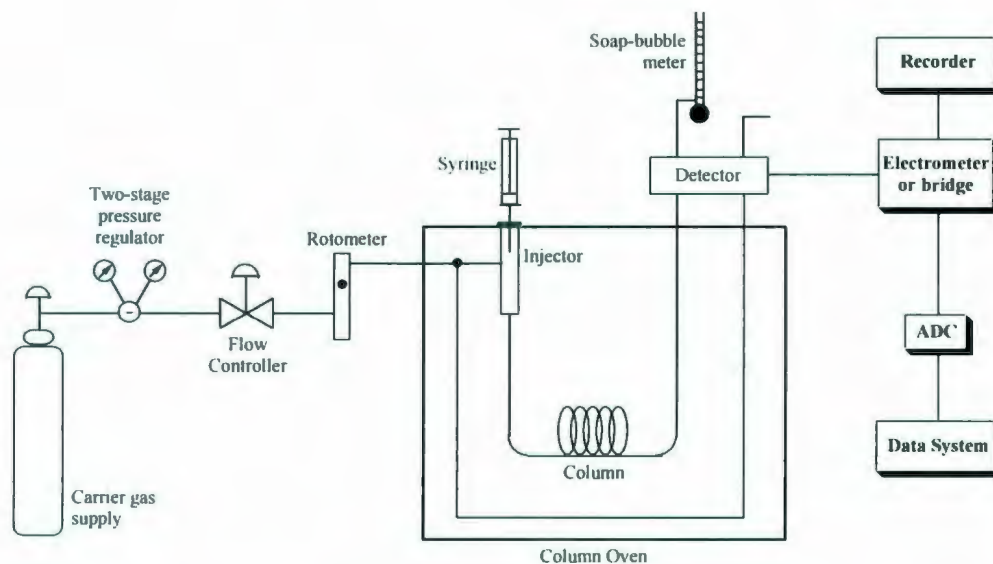 Soap-bubble
meter
Recorder
Syringe
Detector
Electrometer
or bridge
Two-stage
pressure
regulator
Rotometer
Injector
Flow
Controller
ADC
Column
Data System
Carrier gas
supply
Column Oven